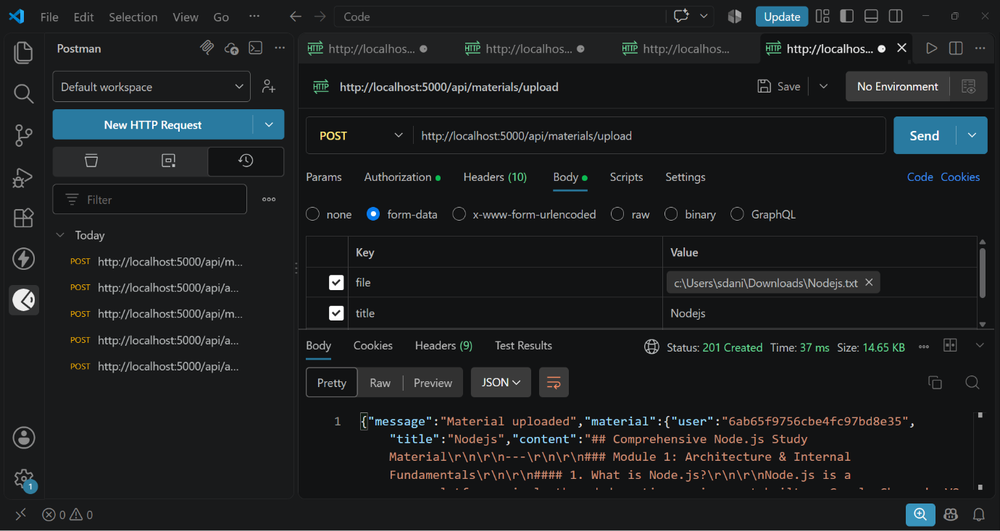 File Edit Selection View Go ··· Code Update
Postman
http://localhos... http://localhos... http://localhos... http://localhos...
Default workspace
New HTTP Request
Filter
Today
POST http://localhost:5000/api/m...
POST http://localhost:5000/api/a...
POST http://localhost:5000/api/m...
POST http://localhost:5000/api/a...
POST http://localhost:5000/api/a...
1
HTTP http://localhost:5000/api/materials/upload Save No Environment
POST http://localhost:5000/api/materials/upload Send
Params Authorization Headers (10) Body Scripts Settings Code Cookies
none form-data x-www-form-urlencoded raw binary GraphQL
Key Value
file c:\Users\sdani\Downloads\Nodejs.txt
title Nodejs
Body Cookies Headers (9) Test Results Status: 201 Created Time: 37 ms Size: 14.65 KB
Pretty Raw Preview JSON
1 {"message":"Material uploaded","material":{"user":"6ab65f9756cbe4fc97bd8e35",
"title":"Nodejs","content":"## Comprehensive Node.js Study
Material\r\n\r\n---\r\n\r\n### Module 1: Architecture & Internal
Fundamentals\r\n\r\n#### 1. What is Node.js?\r\n\r\nNode.js is a
0 0